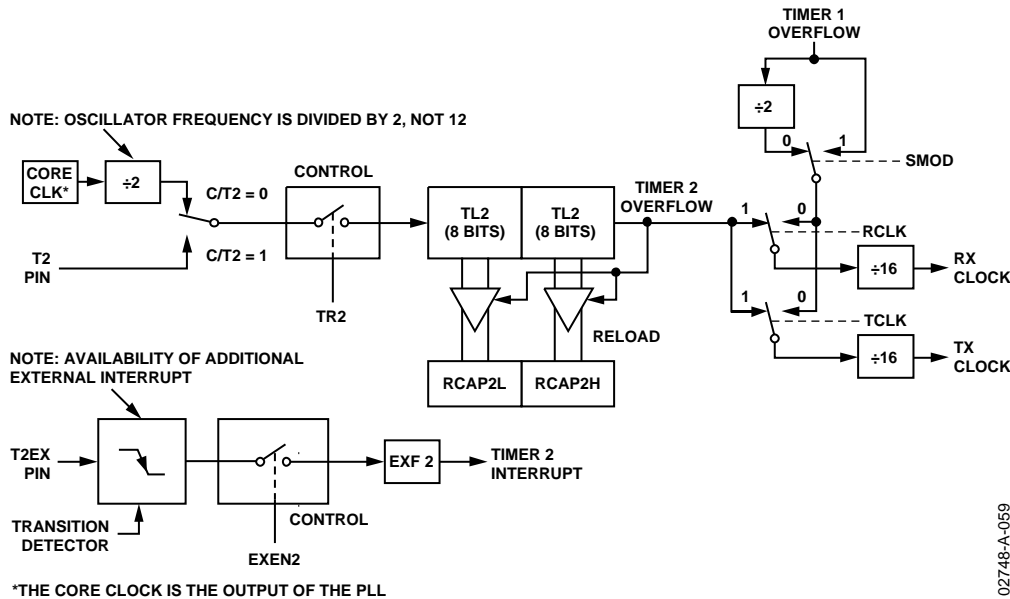 TIMER 1
OVERFLOW
÷2
0
1
SMOD
NOTE: OSCILLATOR FREQUENCY IS DIVIDED BY 2, NOT 12
CORE
CLK*
÷2
C/T2 = 0
C/T2 = 1
T2
PIN
CONTROL
TR2
TL2
(8 BITS)
TL2
(8 BITS)
TIMER 2
OVERFLOW
RELOAD
RCAP2L
RCAP2H
1
0
RCLK
÷16
RX
CLOCK
1
0
TCLK
÷16
TX
CLOCK
NOTE: AVAILABILITY OF ADDITIONAL
EXTERNAL INTERRUPT
T2EX
PIN
TRANSITION
DETECTOR
CONTROL
EXEN2
EXF 2
TIMER 2
INTERRUPT
*THE CORE CLOCK IS THE OUTPUT OF THE PLL
02748-A-059